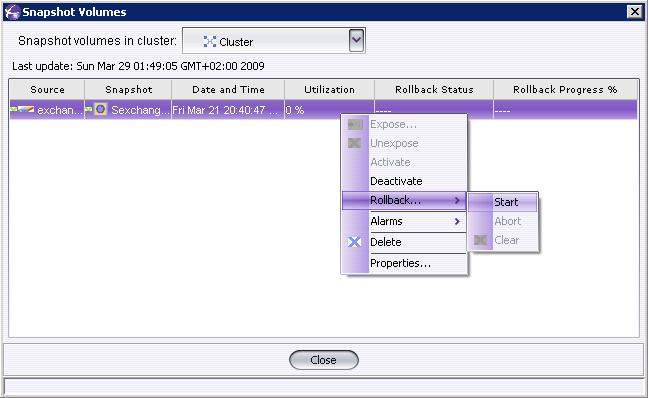 Snapshot Volumes
Snapshot volumes in cluster: Cluster
Last update: Sun Mar 29 01:49:05 GMT+02:00 2009
Source Snapshot Date and Time Utilization Rollback Status Rollback Progress %
exchan... Sexchang... Fri Mar 21 20:40:47 ... 0 % ---- ----
Expose...
Unexpose
Activate
Deactivate
Rollback... Start
Alarms Abort
Delete Clear
Properties...
Close